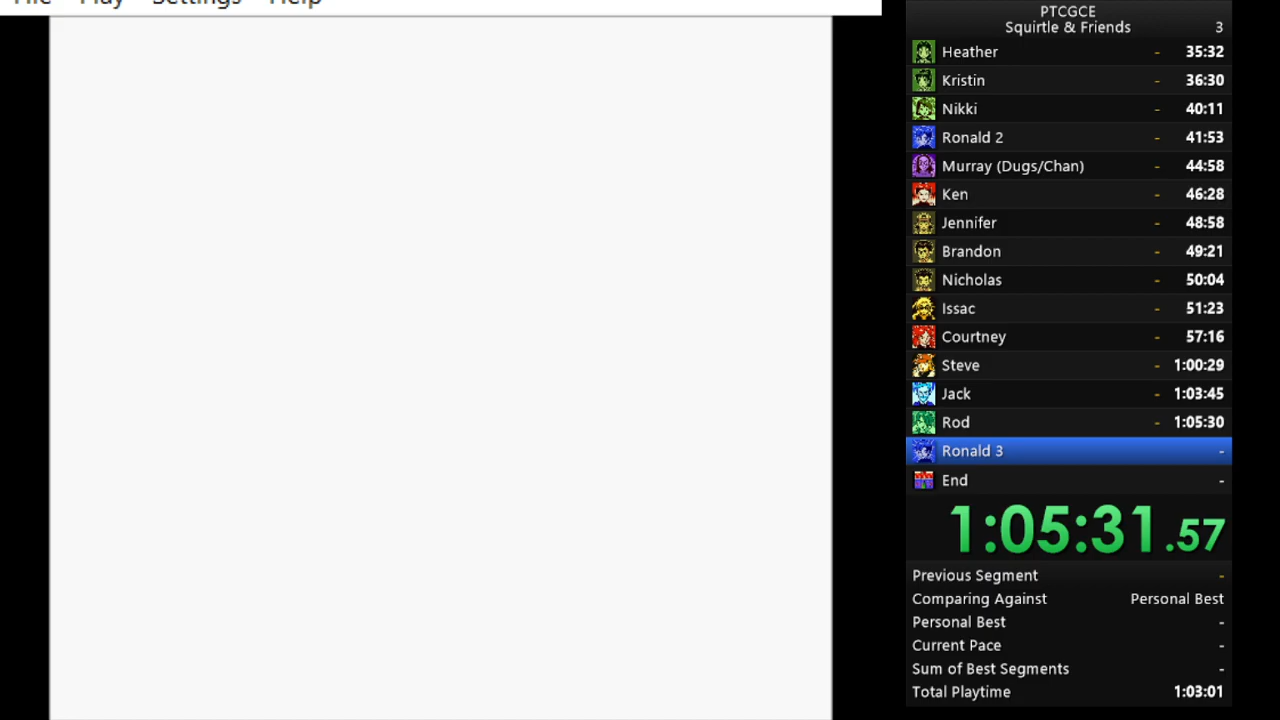 File Play Settings Help
PTCGCE
Squirtle & Friends 3
Heather - 35:32
Kristin - 36:30
Nikki - 40:11
Ronald 2 - 41:53
Murray (Dugs/Chan) - 44:58
Ken - 46:28
Jennifer - 48:58
Brandon - 49:21
Nicholas - 50:04
Issac - 51:23
Courtney - 57:16
Steve - 1:00:29
Jack - 1:03:45
Rod - 1:05:30
Ronald 3 -
End -
1:05:31.57
Previous Segment -
Comparing Against Personal Best
Personal Best -
Current Pace -
Sum of Best Segments -
Total Playtime 1:03:01